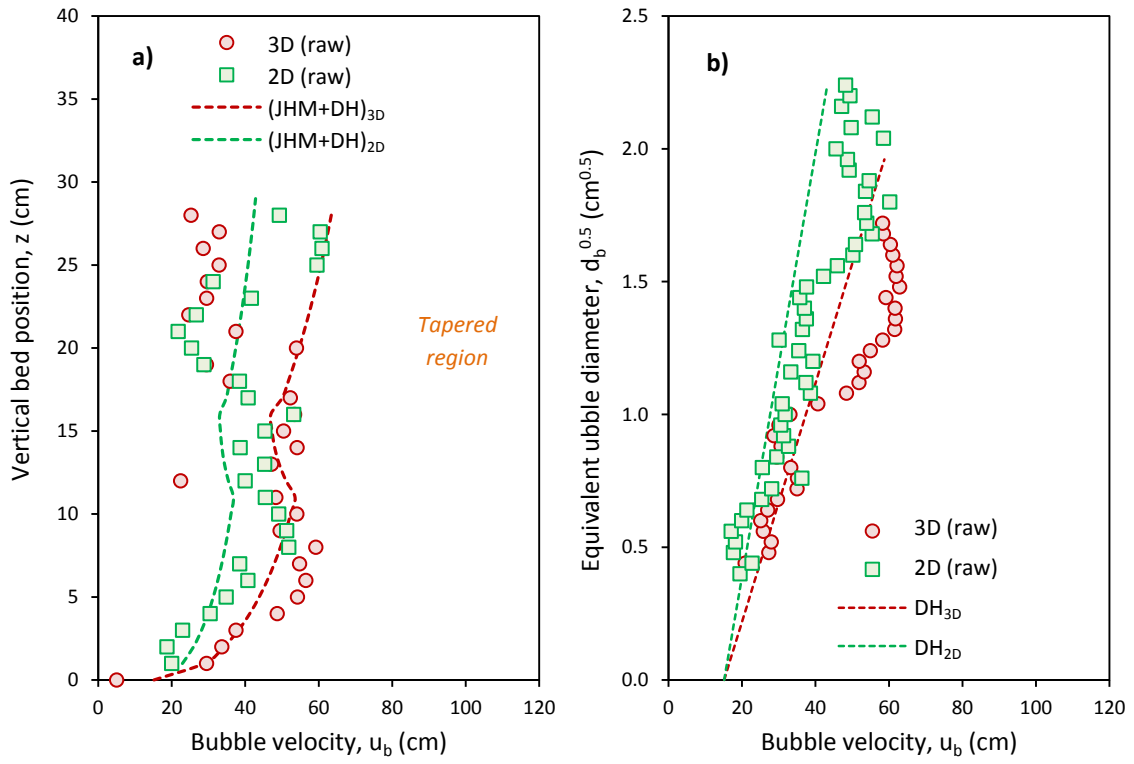 a)
3D (raw)
2D (raw)
(JHM+DH)3D
(JHM+DH)2D
Tapered
region
Vertical bed position, z (cm)
40
35
30
25
20
15
10
5
0
0 20 40 60 80 100 120
Bubble velocity, ub (cm)
b)
3D (raw)
2D (raw)
DH3D
DH2D
Equivalent ubble diameter, db0.5 (cm0.5)
2.5
2.0
1.5
1.0
0.5
0.0
0 20 40 60 80 100 120
Bubble velocity, ub (cm)